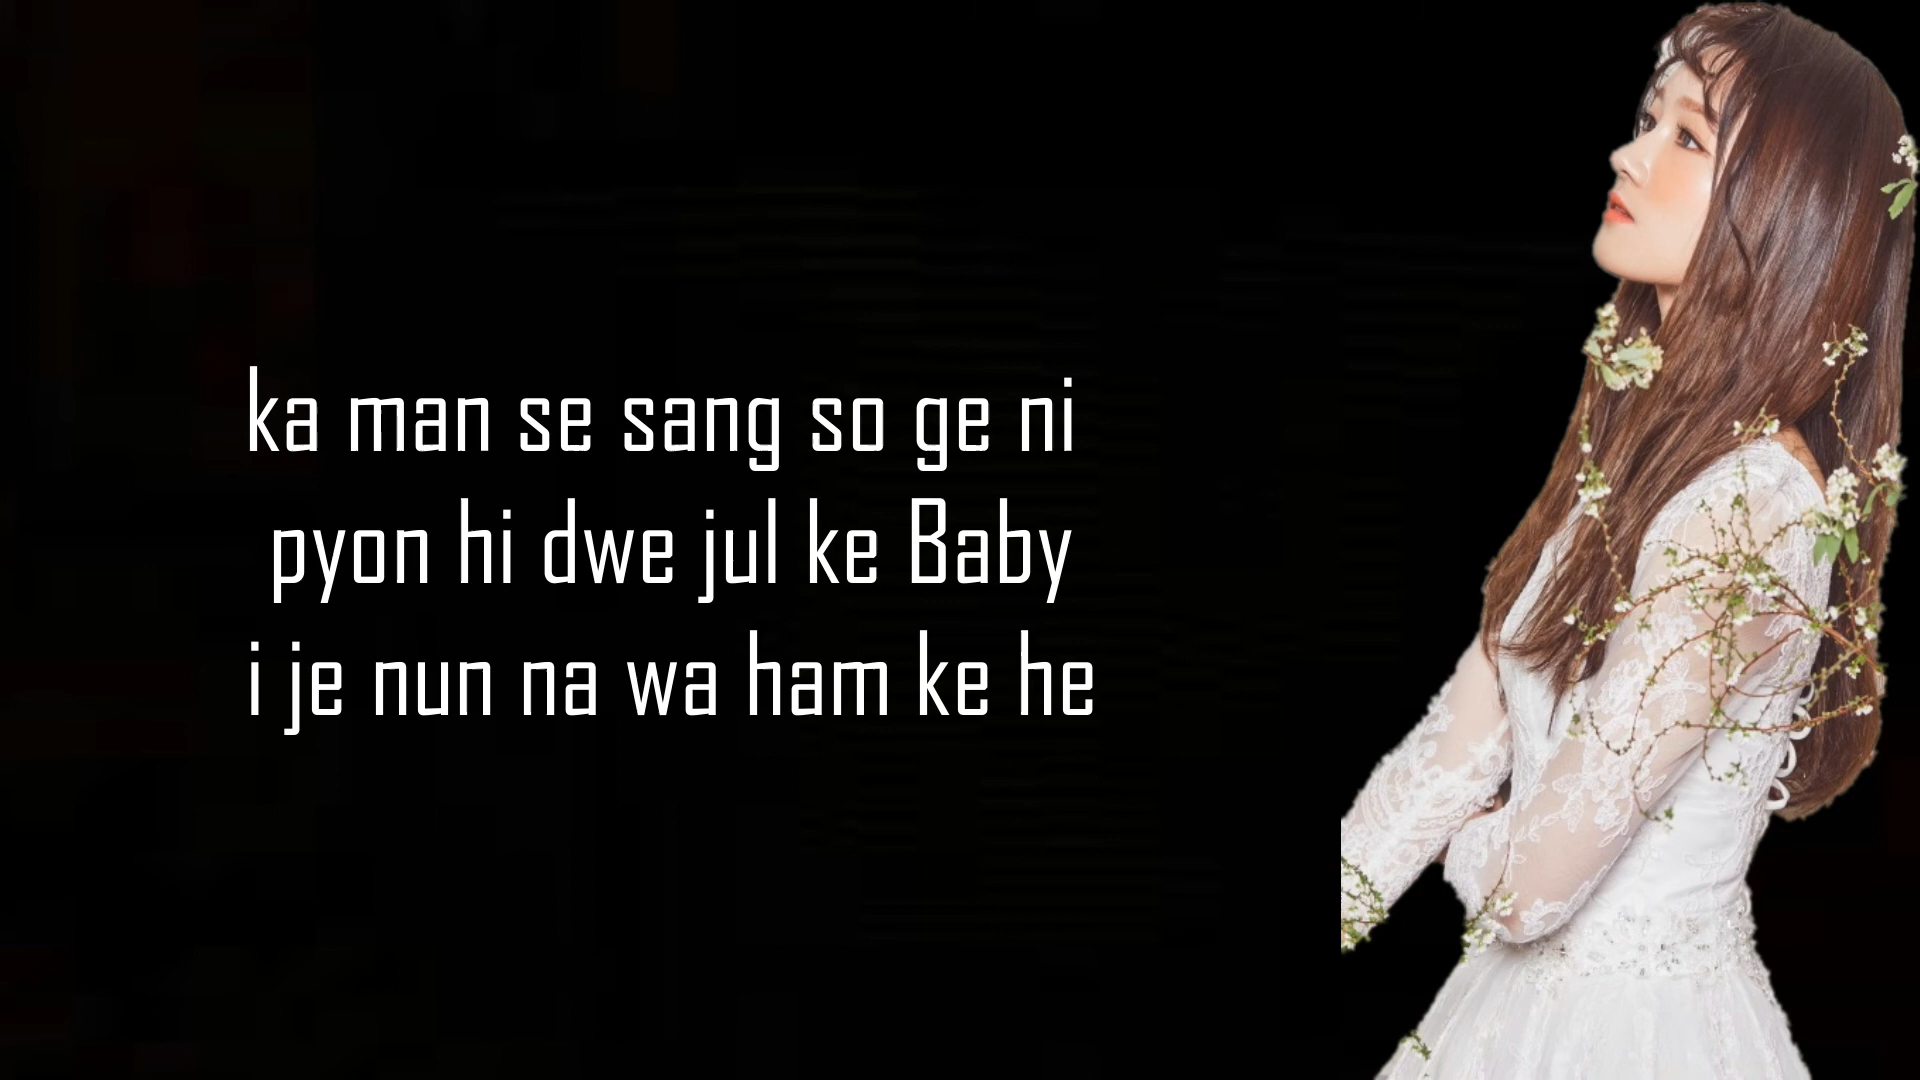 ka man se sang so ge ni
pyon hi dwe jul ke Baby
i je nun na wa ham ke he